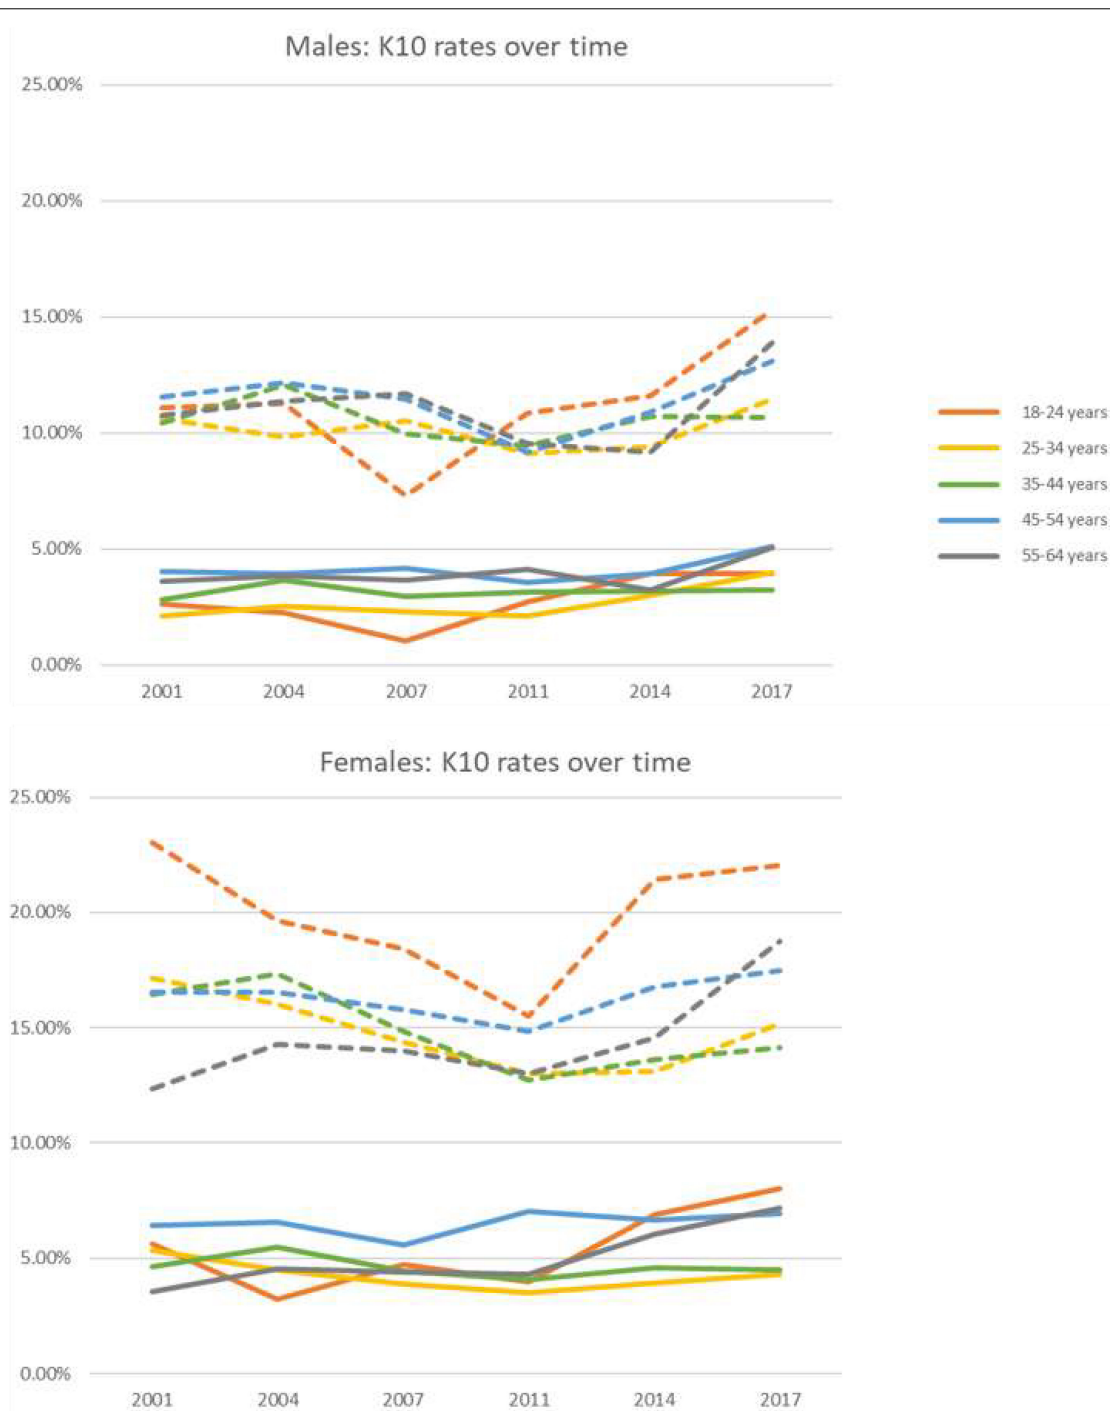 Males: K10 rates over time
25.00%
20.00%
15.00%
10.00%
5.00%
0.00%
2001 2004 2007 2011 2014 2017
18-24 years
25-34 years
35-44 years
45-54 years
55-64 years
Females: K10 rates over time
25.00%
20.00%
15.00%
10.00%
5.00%
0.00%
2001 2004 2007 2011 2014 2017